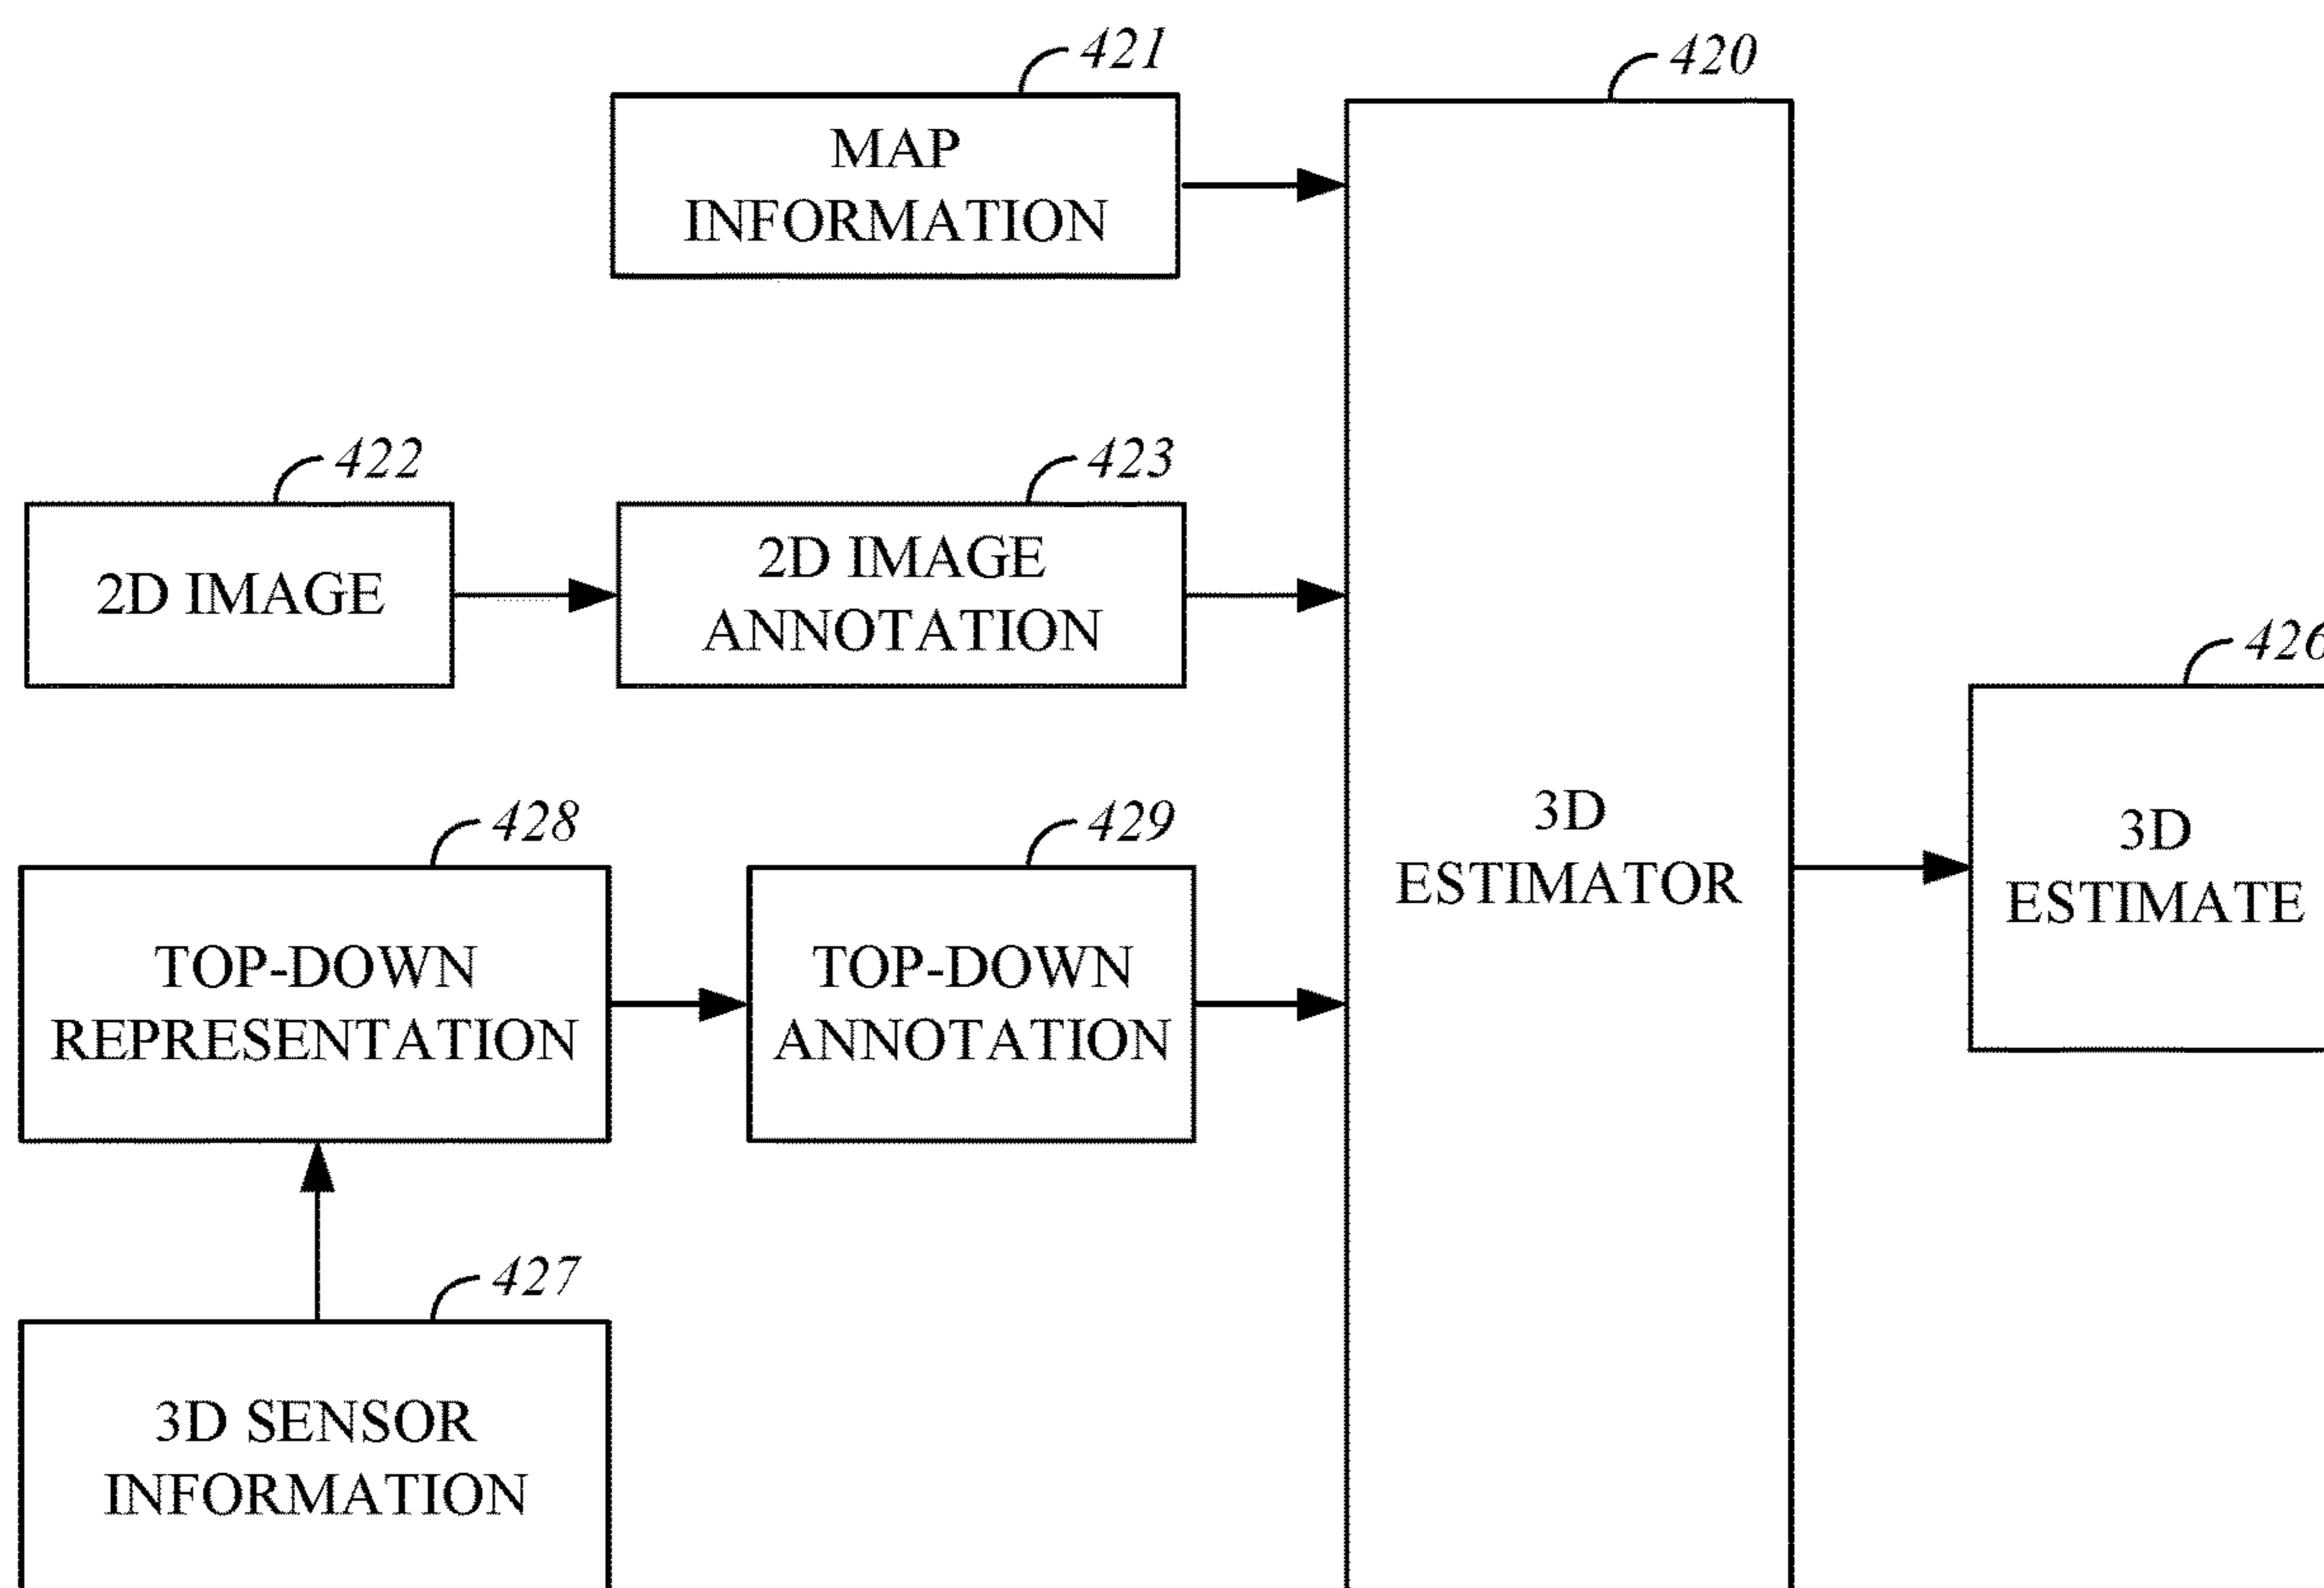 421
MAP
INFORMATION
420
422
2D IMAGE
423
2D IMAGE
ANNOTATION
426
3D
ESTIMATE
428
TOP-DOWN
REPRESENTATION
429
TOP-DOWN
ANNOTATION
3D
ESTIMATOR
427
3D SENSOR
INFORMATION